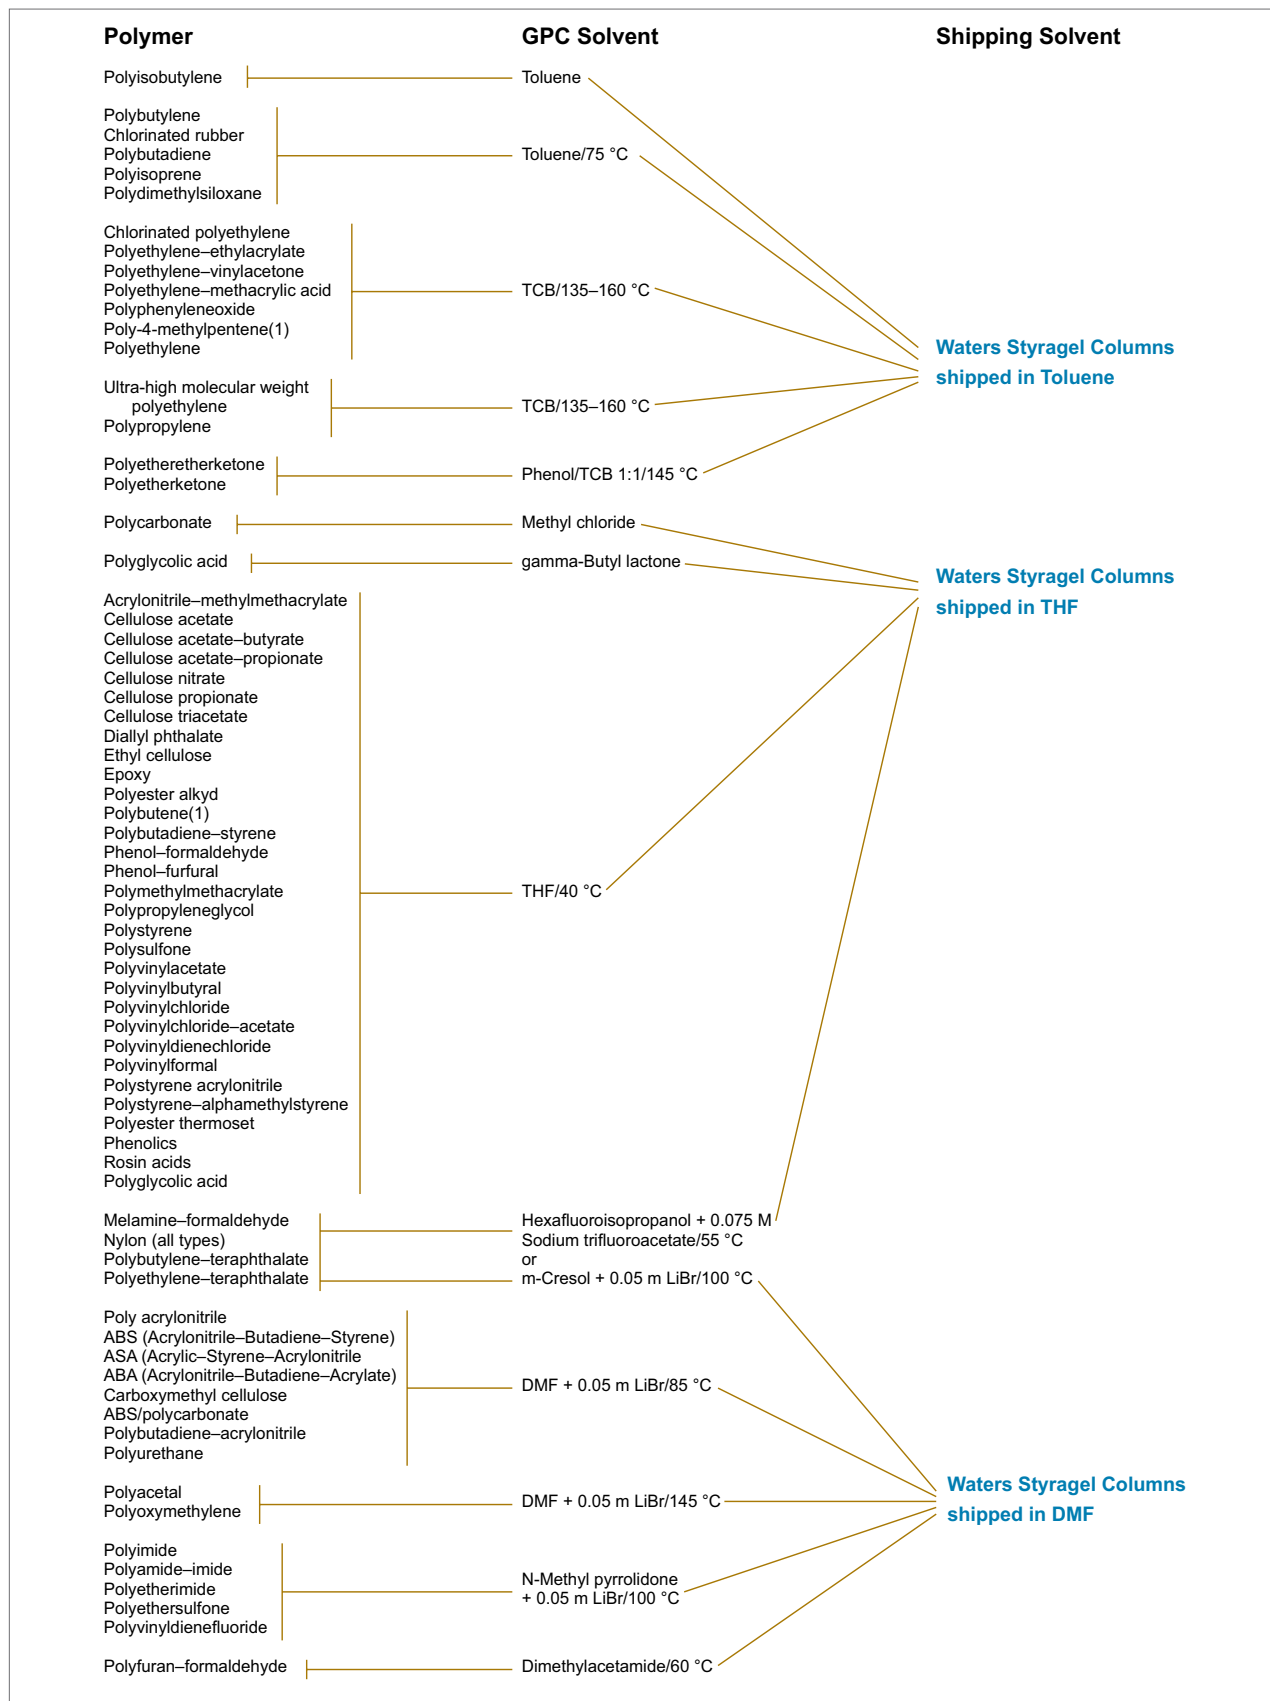 Polymer GPC Solvent Shipping Solvent
Polyisobutylene Toluene
Polybutylene
Chlorinated rubber
Polybutadiene Toluene/75 °C
Polyisoprene
Polydimethylsiloxane
Chlorinated polyethylene
Polyethylene–ethylacrylate
Polyethylene–vinylacetone
Polyethylene–methacrylic acid TCB/135–160 °C
Polyphenyleneoxide
Poly-4-methylpentene(1)
Polyethylene
Waters Styragel Columns
shipped in Toluene
Ultra-high molecular weight
polyethylene TCB/135–160 °C
Polypropylene
Polyetheretherketone
Polyetherketone
Phenol/TCB 1:1/145 °C
Polycarbonate Methyl chloride
Polyglycolic acid gamma-Butyl lactone
Waters Styragel Columns
shipped in THF
Acrylonitrile–methylmethacrylate
Cellulose acetate
Cellulose acetate–butyrate
Cellulose acetate–propionate
Cellulose nitrate
Cellulose propionate
Cellulose triacetate
Diallyl phthalate
Ethyl cellulose
Epoxy
Polyester alkyd
Polybutene(1)
Polybutadiene–styrene
Phenol–formaldehyde
Phenol–furfural
Polymethylmethacrylate THF/40 °C
Polypropyleneglycol
Polystyrene
Polysulfone
Polyvinylacetate
Polyvinylbutyral
Polyvinylchloride
Polyvinylchloride–acetate
Polyvinyldienechloride
Polyvinylformal
Polystyrene acrylonitrile
Polystyrene–alphamethylstyrene
Polyester thermoset
Phenolics
Rosin acids
Polyglycolic acid
Melamine–formaldehyde Hexafluoroisopropanol + 0.075 M
Nylon (all types) Sodium trifluoroacetate/55 °C
Polybutylene–teraphthalate or
Polyethylene–teraphthalate m-Cresol + 0.05 m LiBr/100 °C
Poly acrylonitrile
ABS (Acrylonitrile–Butadiene–Styrene)
ASA (Acrylic–Styrene–Acrylonitrile
ABA (Acrylonitrile–Butadiene–Acrylate)
Carboxymethyl cellulose DMF + 0.05 m LiBr/85 °C
ABS/polycarbonate
Polybutadiene–acrylonitrile
Polyurethane
Waters Styragel Columns
shipped in DMF
Polyacetal
Polyoxymethylene
DMF + 0.05 m LiBr/145 °C
Polyimide
Polyamide–imide
Polyetherimide
Polyethersulfone
Polyvinyldienefluoride
N-Methyl pyrrolidone
+ 0.05 m LiBr/100 °C
Polyfuran–formaldehyde Dimethylacetamide/60 °C